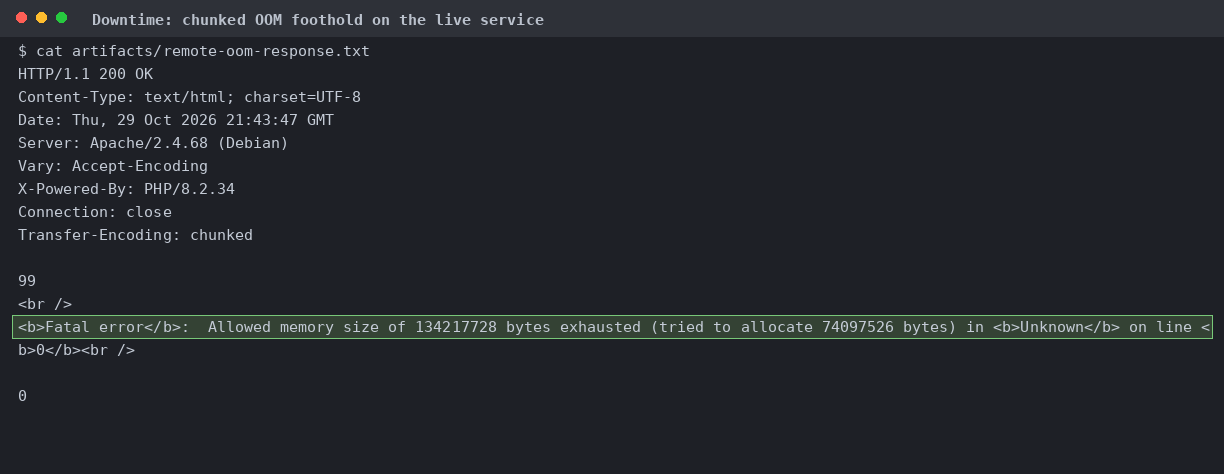 Downtime: chunked OOM foothold on the live service
$ cat artifacts/remote-oom-response.txt
HTTP/1.1 200 OK
Content-Type: text/html; charset=UTF-8
Date: Thu, 29 Oct 2026 21:43:47 GMT
Server: Apache/2.4.68 (Debian)
Vary: Accept-Encoding
X-Powered-By: PHP/8.2.34
Connection: close
Transfer-Encoding: chunked
99
<br />
<b>Fatal error</b>:  Allowed memory size of 134217728 bytes exhausted (tried to allocate 74097526 bytes) in <b>Unknown</b> on line <
b>0</b><br />
0